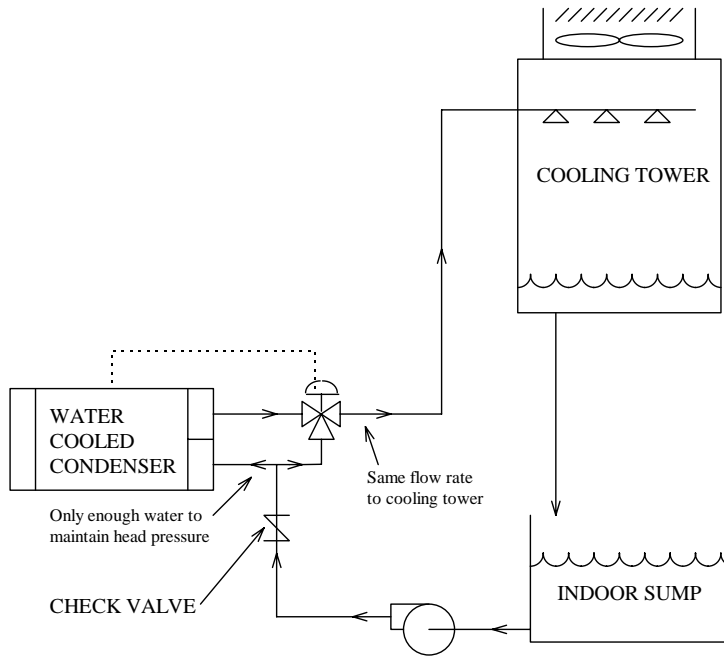 COOLING TOWER
WATER
COOLED
CONDENSER
Same flow rate
to cooling tower
Only enough water to
maintain head pressure
CHECK VALVE
INDOOR SUMP